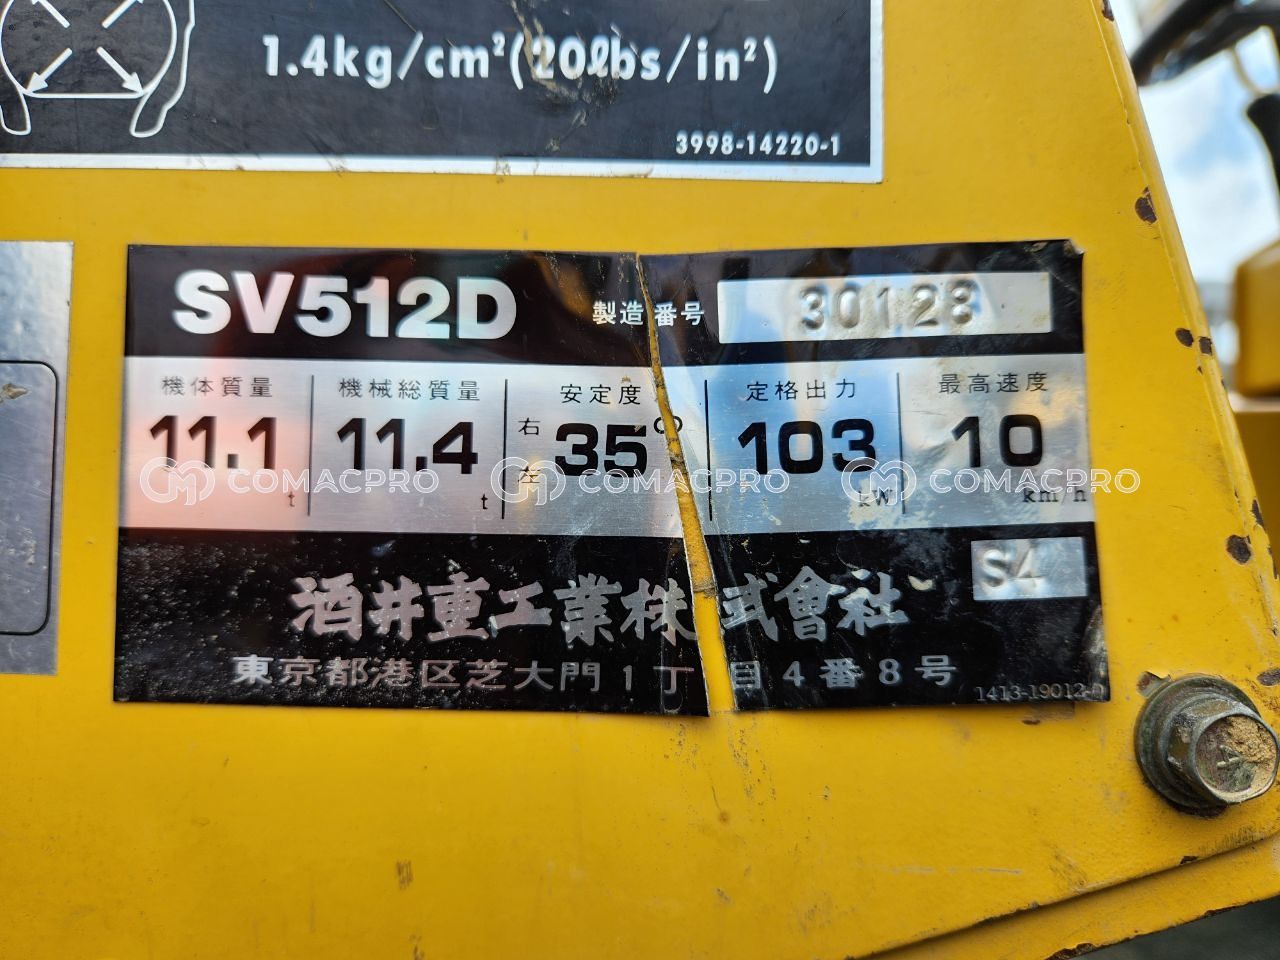 1.4kg/cm²(20lbs/in²)
3998-14220-1
SV512D 製造番号 30128
機体質量 機械総質量 安定度 定格出力 最高速度
11.1 t 11.4 t 右 左 35° 103 kW 10 km/h
COMACPRO COMACPRO COMACPRO COMACPRO
S4
酒井重工業株式會社
東京都港区芝大門1丁目4番8号
1413-19012-0